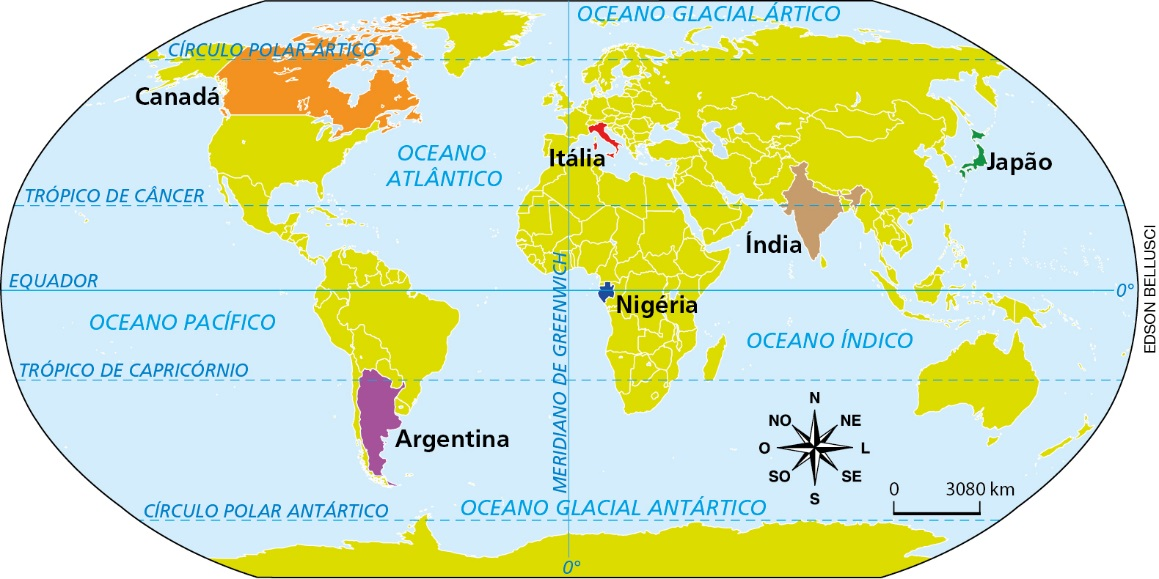 OCEANO GLACIAL ÁRTICO
CÍRCULO POLAR ÁRTICO
Canadá
OCEANO
ATLÂNTICO
Itália
Japão
TRÓPICO DE CÂNCER
Índia
EQUADOR
0°
Nigéria
OCEANO PACÍFICO
MERIDIANO DE GREENWICH
OCEANO ÍNDICO
TRÓPICO DE CAPRICÓRNIO
Argentina
N
NO
NE
O
L
SO
SE
S
0 3080 km
CÍRCULO POLAR ANTÁRTICO
OCEANO GLACIAL ANTÁRTICO
0°
EDSON BELLUSCI